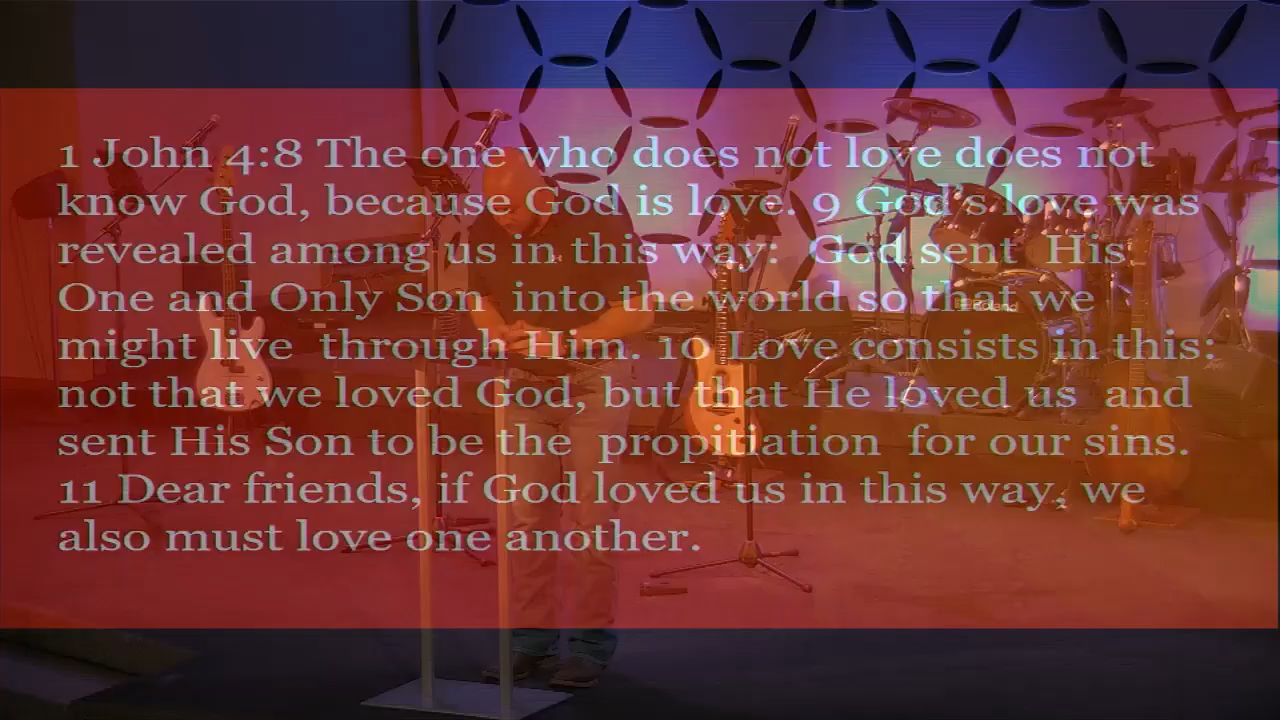 1 John 4:8 The one who does not love does not
know God, because God is love. 9 God's love was
revealed among us in this way: God sent His
One and Only Son into the world so that we
might live through Him. 10 Love consists in this:
not that we loved God, but that He loved us and
sent His Son to be the propitiation for our sins.
11 Dear friends, if God loved us in this way, we
also must love one another.
Roland